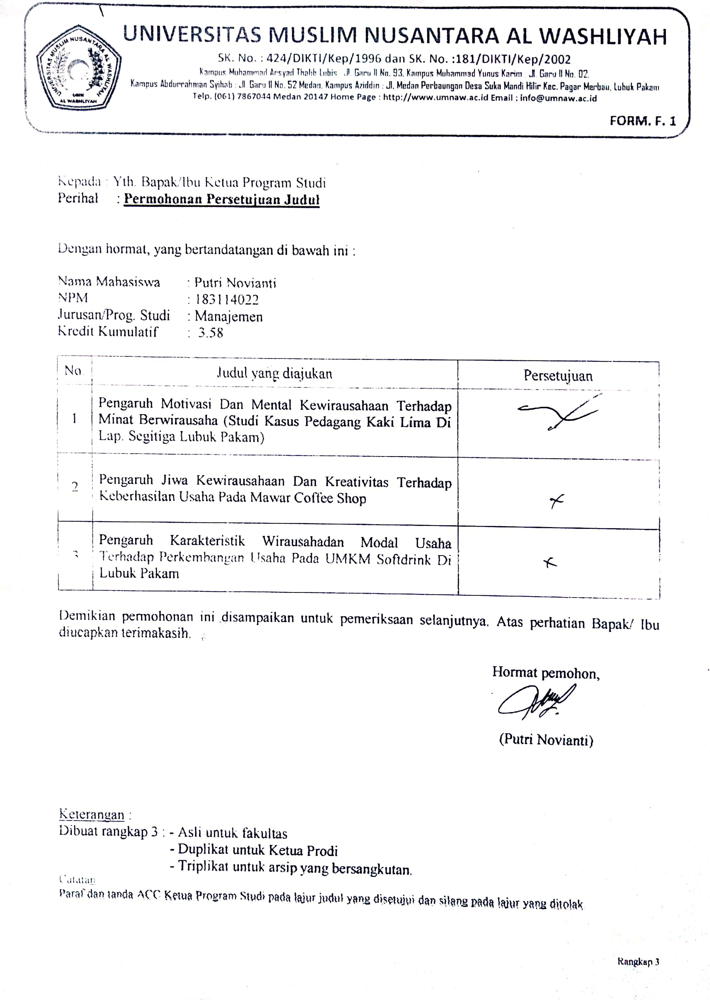 UNIVERSITAS MUSLIM NUSANTARA AL WASHLIYAH
UNIVERSITAS MUSLIM NUSANTARA AL WASHLIYAH
UMN
AL WASHLIYAH
SK. No. : 424/DIKTI/Kep/1996 dan SK. No. :181/DIKTI/Kep/2002
Kampus Muhammad Arsyad Thalib Lubis : Jl. Garu II No. 93, Kampus Muhammad Yunus Karim : Jl. Garu II No. 02,
Kampus Abdurrahman Syihab : Jl. Garu II No. 52 Medan, Kampus Aziddin : Jl. Medan Perbaungan Desa Suka Mandi Hilir Kec. Pagar Merbau, Lubuk Pakam
Telp. (061) 7867044 Medan 20147 Home Page : http://www.umnaw.ac.id Email : info@umnaw.ac.id
FORM. F. 1
Kepada : Yth. Bapak/Ibu Ketua Program Studi
Perihal : Permohonan Persetujuan Judul
Dengan hormat, yang bertandatangan di bawah ini :
Nama Mahasiswa : Putri Novianti
NPM : 183114022
Jurusan/Prog. Studi : Manajemen
Kredit Kumulatif : 3.58
No. Judul yang diajukan Persetujuan
Pengaruh Motivasi Dan Mental Kewirausahaan Terhadap
1 Minat Berwirausaha (Studi Kasus Pedagang Kaki Lima Di
Lap. Segitiga Lubuk Pakam)
2 Pengaruh Jiwa Kewirausahaan Dan Kreativitas Terhadap
Keberhasilan Usaha Pada Mawar Coffee Shop
Pengaruh Karakteristik Wirausahadan Modal Usaha
3 Terhadap Perkembangan Usaha Pada UMKM Softdrink Di
Lubuk Pakam
Demikian permohonan ini disampaikan untuk pemeriksaan selanjutnya. Atas perhatian Bapak/ Ibu
diucapkan terimakasih.
Hormat pemohon,
(Putri Novianti)
Keterangan :
Dibuat rangkap 3 : - Asli untuk fakultas
- Duplikat untuk Ketua Prodi
- Triplikat untuk arsip yang bersangkutan.
Catatan
Paraf dan tanda ACC Ketua Program Studi pada lajur judul yang disetujui dan silang pada lajur yang ditolak
Rangkap 3